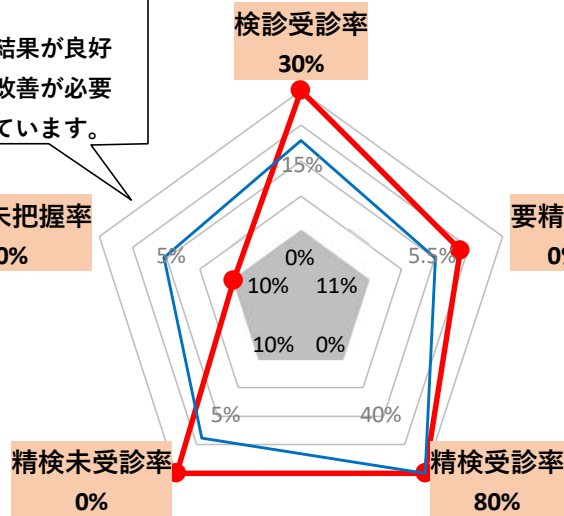 結果が良好
改善が必要
ています。
検診受診率
30%
15%
未把握率
0%
5%
5.5%
要精
0%
0%
10%
11%
10%
0%
5%
40%
精検未受診率
0%
精検受診率
80%